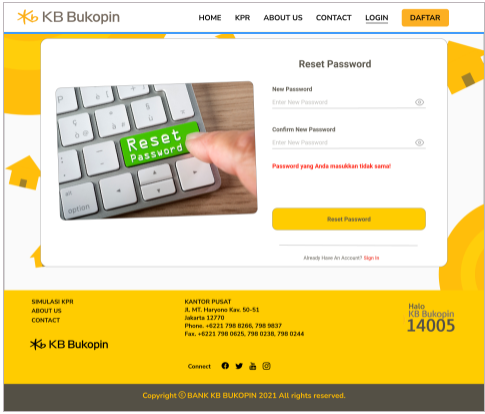 KB Bukopin
HOME KPR ABOUT US CONTACT LOGIN DAFTAR
Reset Password
New Password
Enter New Password
Confirm New Password
Enter New Password
Password yang Anda masukkan tidak sama!
Reset Password
Already Have An Account? Sign In
Reset
Password
alt
option
SIMULASI KPR
ABOUT US
CONTACT
KB Bukopin
KANTOR PUSAT
Jl. MT. Haryono Kav. 50-51
Jakarta 12770
Phone. +6221 798 8266, 798 9837
Fax. +6221 798 0625, 798 0238, 798 0244
Halo
KB Bukopin
14005
Connect
Copyright © BANK KB BUKOPIN 2021 All rights reserved.